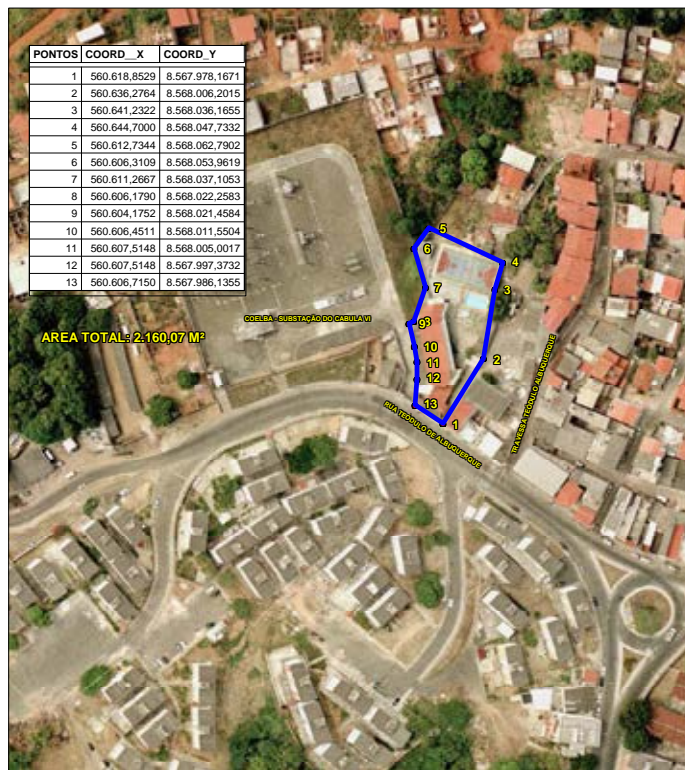 PONTOS COORD__X COORD_Y
1 560.618,8529 8.567.978,1671
2 560.636,2764 8.568.006,2015
3 560.641,2322 8.568.036,1655
4 560.644,7000 8.568.047,7332
5 560.612,7344 8.568.062,7902
6 560.606,3109 8.568.053,9619
7 560.611,2667 8.568.037,1053
8 560.606,1790 8.568.022,2583
9 560.604,1752 8.568.021,4584
10 560.606,4511 8.568.011,5504
11 560.607,5148 8.568.005,0017
12 560.607,5148 8.567.997,3732
13 560.606,7150 8.567.986,1355
5
6
4
7
3
COELBA - SUBSTAÇÃO DO CABULA VI
98
AREA TOTAL: 2.160,07 M²
10
2
11
12
13
1
RUA TEÓDULO DE ALBUQUERQUE
TRAVESSA TEÓDULO ALBUQUERQUE